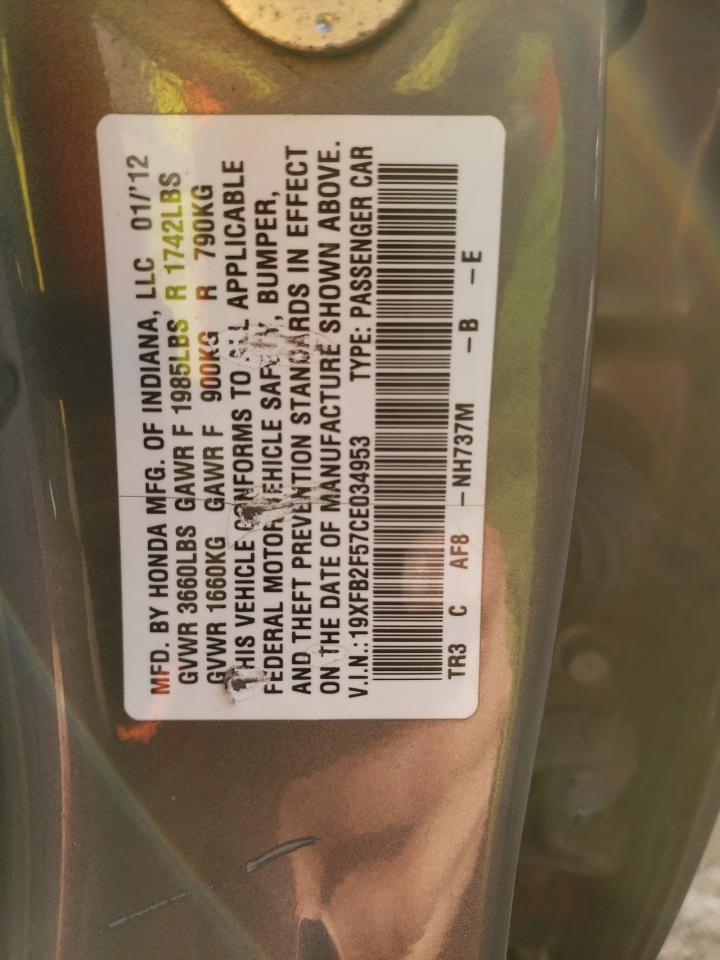 MFD. BY HONDA MFG. OF INDIANA, LLC 01/'12
GVWR 3660LBS GAWR F 1985LBS R 1742LBS
GVWR 1660KG GAWR F 900KG R 790KG
THIS VEHICLE CONFORMS TO ALL APPLICABLE
FEDERAL MOTOR VEHICLE SAFETY, BUMPER,
AND THEFT PREVENTION STANDARDS IN EFFECT
ON THE DATE OF MANUFACTURE SHOWN ABOVE.
V.I.N.: 19XFB2F57CE034953 TYPE: PASSENGER CAR
TR3 C AF8 -NH737M -B -E